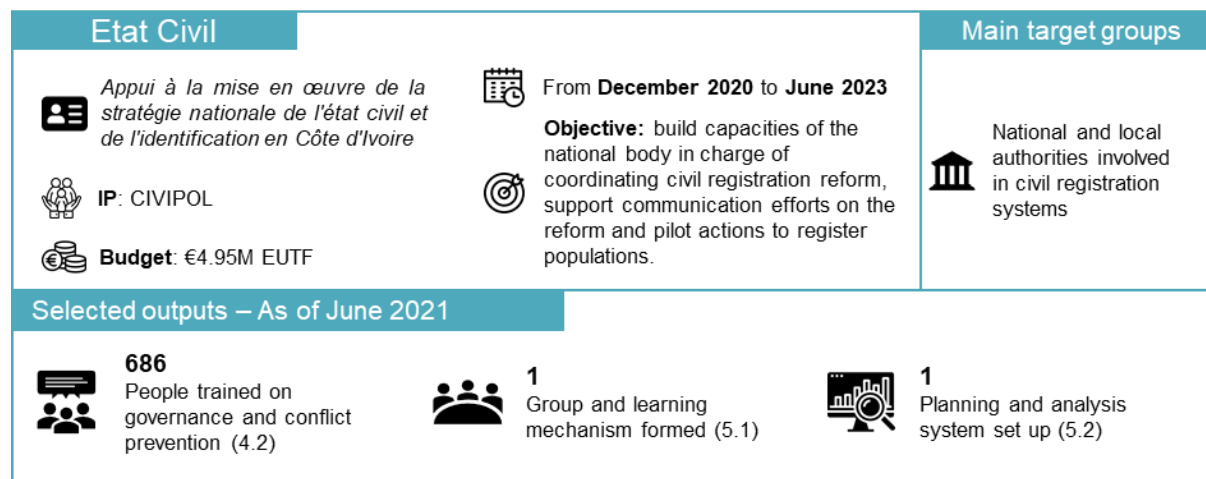 Etat Civil
Appui à la mise en œuvre de la
stratégie nationale de l'état civil et
de l'identification en Côte d'Ivoire
IP: CIVIPOL
Budget: €4.95M EUTF
From December 2020 to June 2023
Objective: build capacities of the
national body in charge of
coordinating civil registration reform,
support communication efforts on the
reform and pilot actions to register
populations.
Main target groups
National and local
authorities involved
in civil registration
systems
Selected outputs – As of June 2021
686
People trained on
governance and conflict
prevention (4.2)
1
Group and learning
mechanism formed (5.1)
1
Planning and analysis
system set up (5.2)